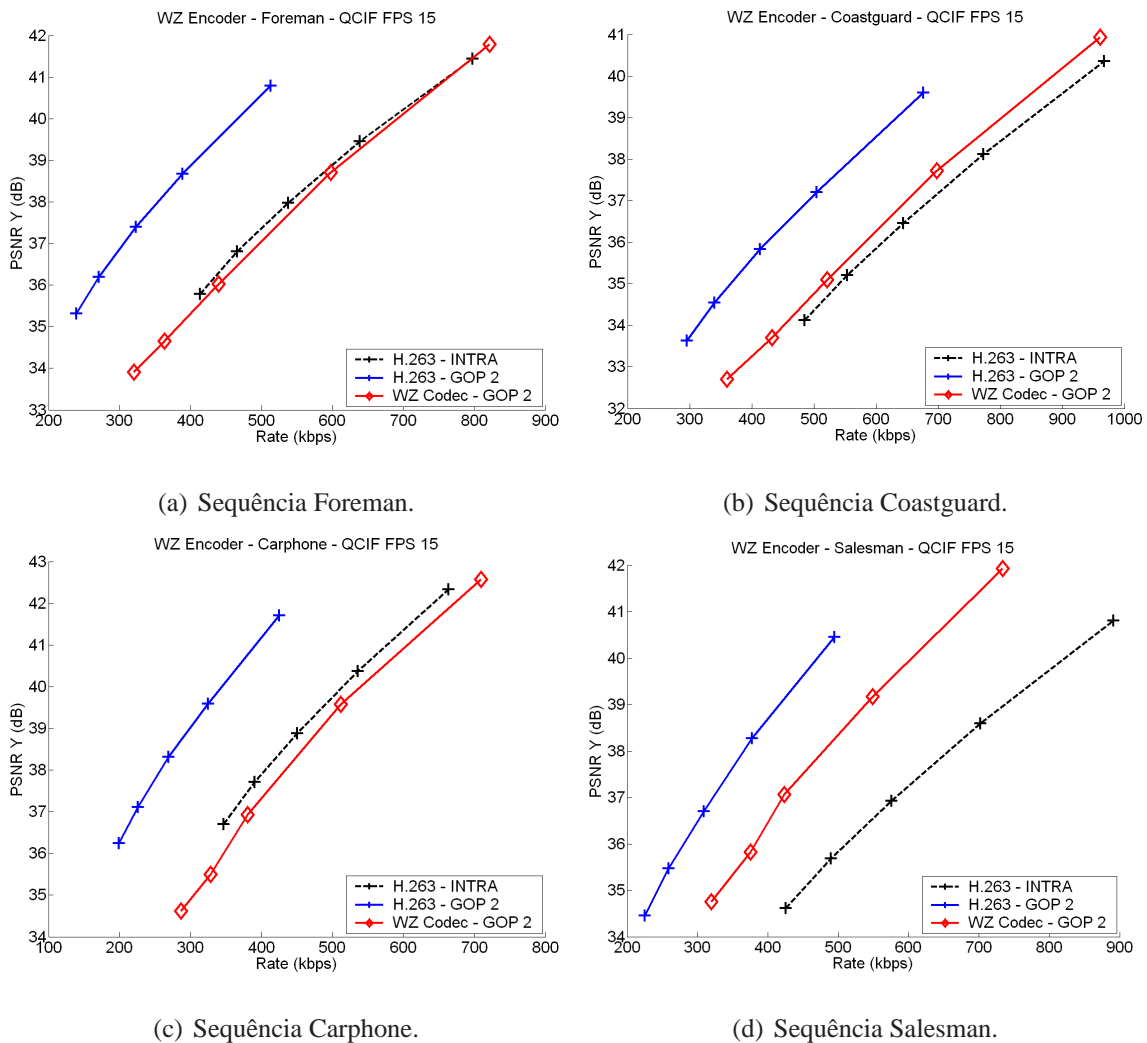 WZ Encoder - Foreman - QCIF FPS 15
42
41
40
39
38
37
36
35
34
33
PSNR Y (dB)
200
300
400
500
600
700
800
900
Rate (kbps)
H.263 - INTRA
H.263 - GOP 2
WZ Codec - GOP 2
(a) Sequência Foreman.
WZ Encoder - Coastguard - QCIF FPS 15
41
40
39
38
37
36
35
34
33
32
PSNR Y (dB)
200
300
400
500
600
700
800
900
1000
Rate (kbps)
H.263 - INTRA
H.263 - GOP 2
WZ Codec - GOP 2
(b) Sequência Coastguard.
WZ Encoder - Carphone - QCIF FPS 15
43
42
41
40
39
38
37
36
35
34
PSNR Y (dB)
100
200
300
400
500
600
700
800
Rate (kbps)
H.263 - INTRA
H.263 - GOP 2
WZ Codec - GOP 2
(c) Sequência Carphone.
WZ Encoder - Salesman - QCIF FPS 15
42
41
40
39
38
37
36
35
34
PSNR Y (dB)
200
300
400
500
600
700
800
900
Rate (kbps)
H.263 - INTRA
H.263 - GOP 2
WZ Codec - GOP 2
(d) Sequência Salesman.